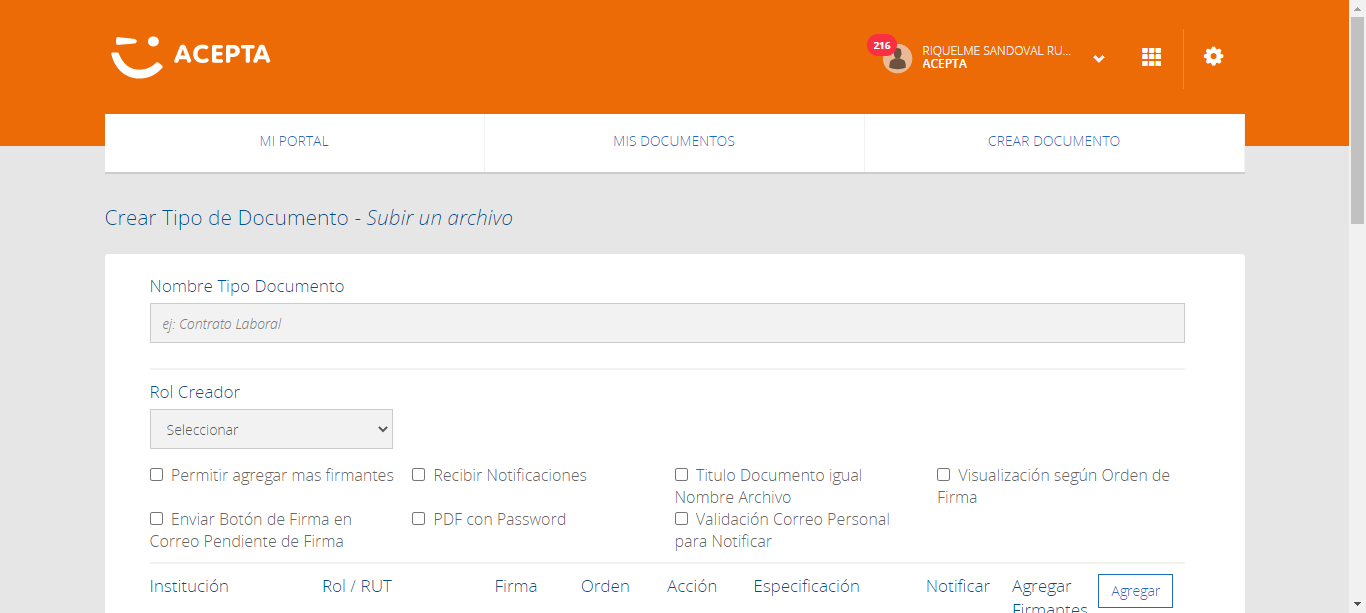 ACEPTA
216
RIQUELME SANDOVAL RU...
ACEPTA
MI PORTAL
MIS DOCUMENTOS
CREAR DOCUMENTO
Crear Tipo de Documento - Subir un archivo
Nombre Tipo Documento
ej: Contrato Laboral
Rol Creador
Seleccionar
Permitir agregar mas firmantes
Recibir Notificaciones
Titulo Documento igual
Nombre Archivo
Visualización según Orden de
Firma
Enviar Botón de Firma en
Correo Pendiente de Firma
PDF con Password
Validación Correo Personal
para Notificar
Institución
Rol / RUT
Firma
Orden
Acción
Especificación
Notificar
Agregar
Firmantes
Agregar